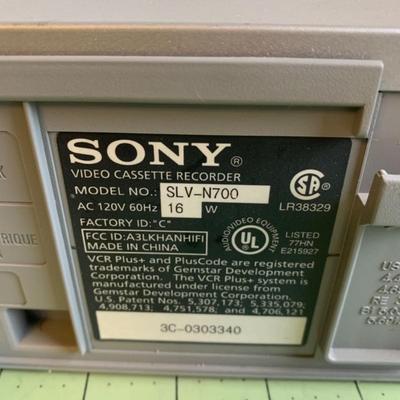 SONY®
VIDEO CASSETTE RECORDER
MODEL NO.: SLV-N700
AC 120V 60Hz 16 W
FACTORY ID:"C"
FCC ID:A3LKHANHIFI
MADE IN CHINA
SA ®
LR38329
AUDIO/VIDEO EQUIPMENT
UL ®
LISTED
77HN
E215927
VCR Plus+ and PlusCode are registered
trademarks of Gemstar Development
Corporation. The VCR Plus+ system is
manufactured under license from
Gemstar Development Corporation.
U.S. Patent Nos. 5,307,173; 5,335,079;
4,908,713; 4,751,578; and 4,706,121
3C-0303340
RIQUE